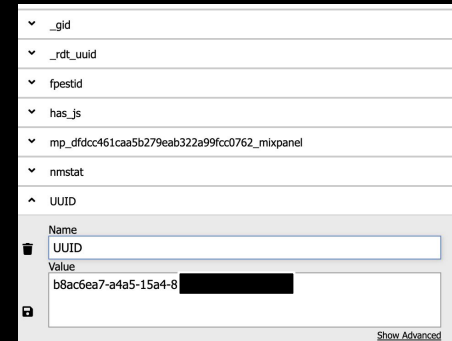 _gid
_rdt_uuid
fpestid
has_js
mp_dfdcc461caa5b279eab322a99fcc0762_mixpanel
nmstat
UUID
Name
UUID
Value
b8ac6ea7-a4a5-15a4-8
Show Advanced